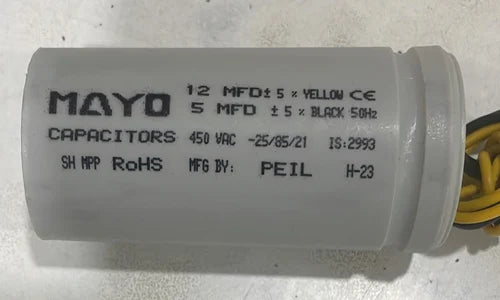 MAYO 12 MFD ± 5 % YELLOW CE
5 MFD ± 5 % BLACK 50Hz
CAPACITORS 450 VAC -25/85/21 IS:2993
SH MPP RoHS MFG BY: PEIL H-23